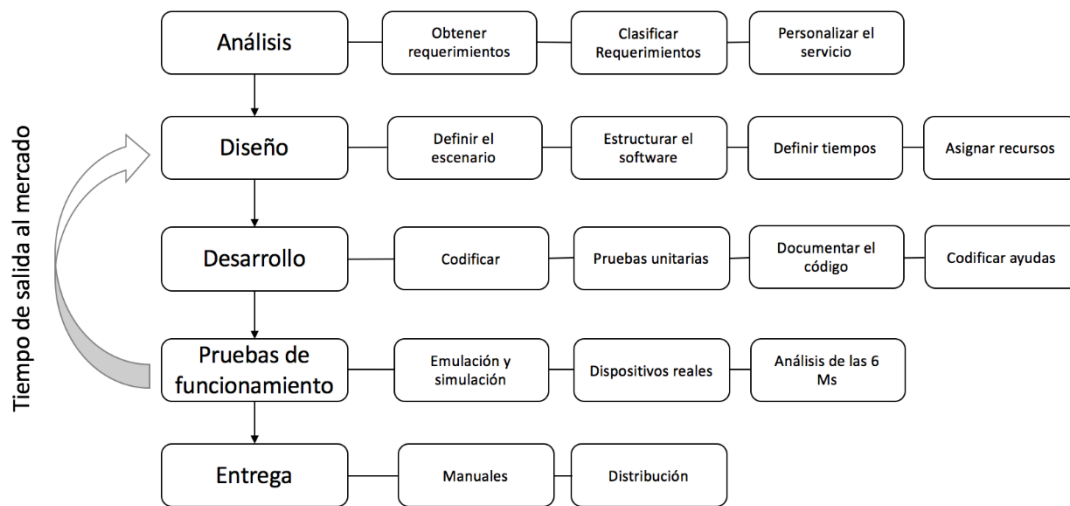 Tiempo de salida al mercado
Análisis
Obtener
requerimientos
Clasificar
Requerimientos
Personalizar el
servicio
Diseño
Definir el
escenario
Estructurar el
software
Definir tiempos
Asignar recursos
Desarrollo
Codificar
Pruebas unitarias
Documentar el
código
Codificar ayudas
Pruebas de
funcionamiento
Emulación y
simulación
Dispositivos reales
Análisis de las 6
Ms
Entrega
Manuales
Distribución